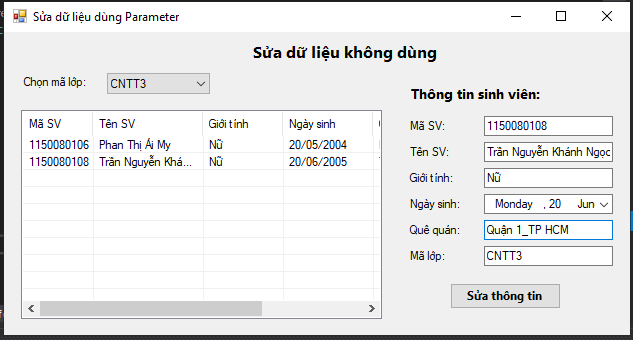 Sửa dữ liệu dùng Parameter
Sửa dữ liệu không dùng
Chọn mã lớp: CNTT3
Mã SV Tên SV Giới tính Ngày sinh
1150080106 Phan Thị Ái My Nữ 20/05/2004
1150080108 Trần Nguyễn Khá... Nữ 20/06/2005
Thông tin sinh viên:
Mã SV: 1150080108
Tên SV: Trần Nguyễn Khánh Ngọc
Giới tính: Nữ
Ngày sinh: Monday , 20 Jun
Quê quán: Quận 1_TP HCM
Mã lớp: CNTT3
Sửa thông tin